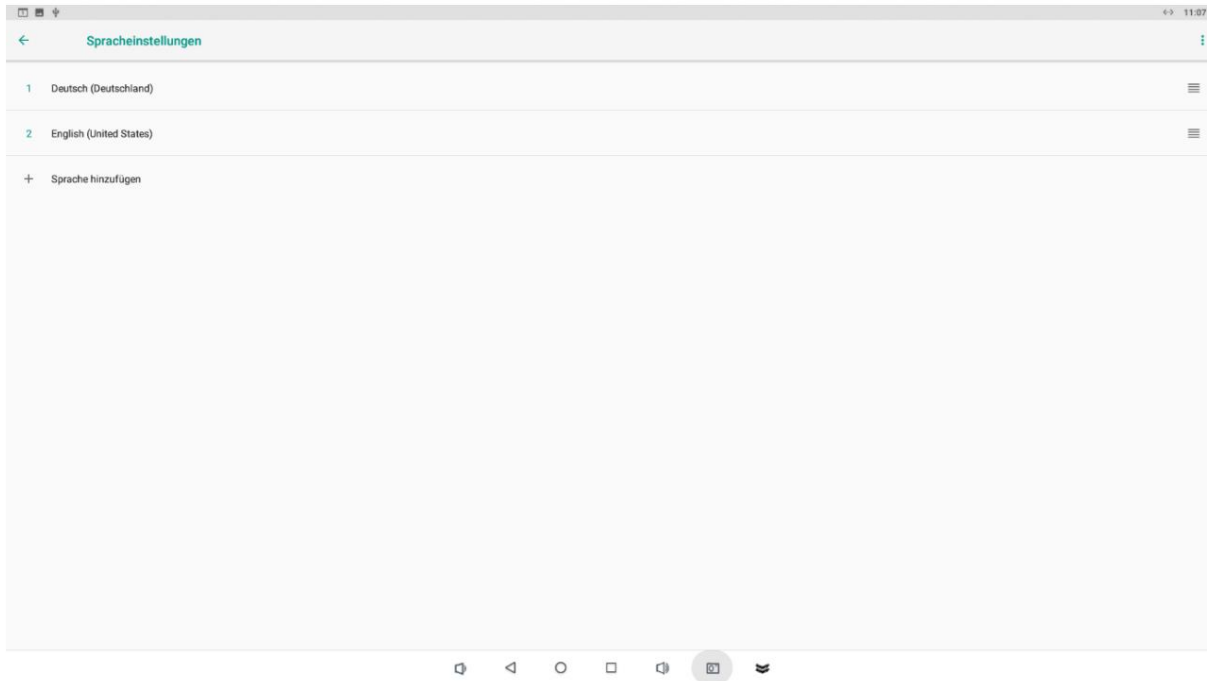 11:07
Spracheinstellungen
1 Deutsch (Deutschland)
2 English (United States)
+ Sprache hinzufügen